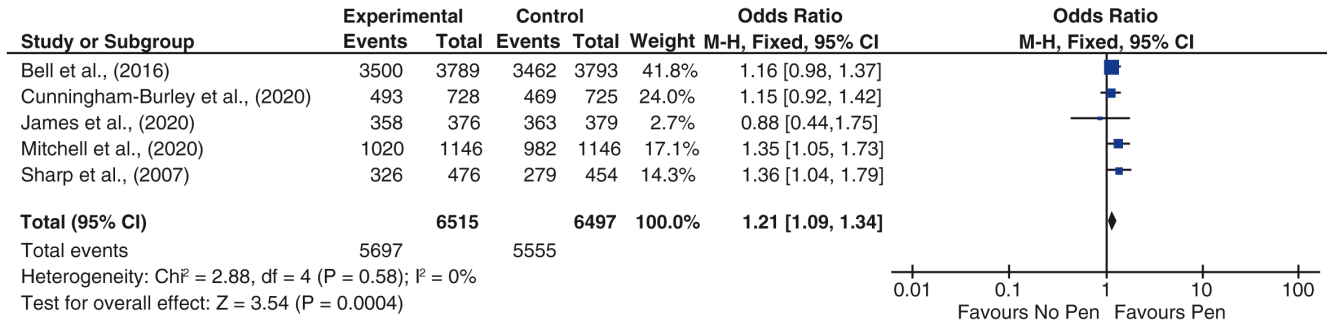 Experimental Control Odds Ratio Odds Ratio
Study or Subgroup Events Total Events Total Weight M-H, Fixed, 95% CI M-H, Fixed, 95% CI
Bell et al., (2016) 3500 3789 3462 3793 41.8% 1.16 [0.98, 1.37]
Cunningham-Burley et al., (2020) 493 728 469 725 24.0% 1.15 [0.92, 1.42]
James et al., (2020) 358 376 363 379 2.7% 0.88 [0.44,1.75]
Mitchell et al., (2020) 1020 1146 982 1146 17.1% 1.35 [1.05, 1.73]
Sharp et al., (2007) 326 476 279 454 14.3% 1.36 [1.04, 1.79]
Total (95% CI) 6515 6497 100.0% 1.21 [1.09, 1.34]
Total events 5697 5555
Heterogeneity: Chi² = 2.88, df = 4 (P = 0.58); I² = 0%
Test for overall effect: Z = 3.54 (P = 0.0004)
0.01 0.1 1 10 100
Favours No Pen Favours Pen